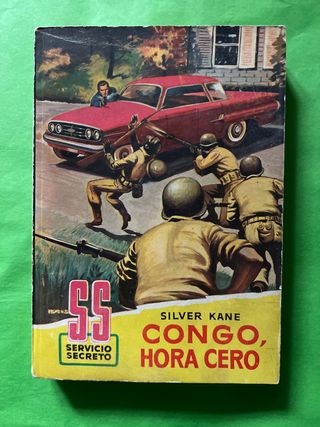 SS
SERVICIO
SECRETO
SILVER KANE
CONGO,
HORA CERO